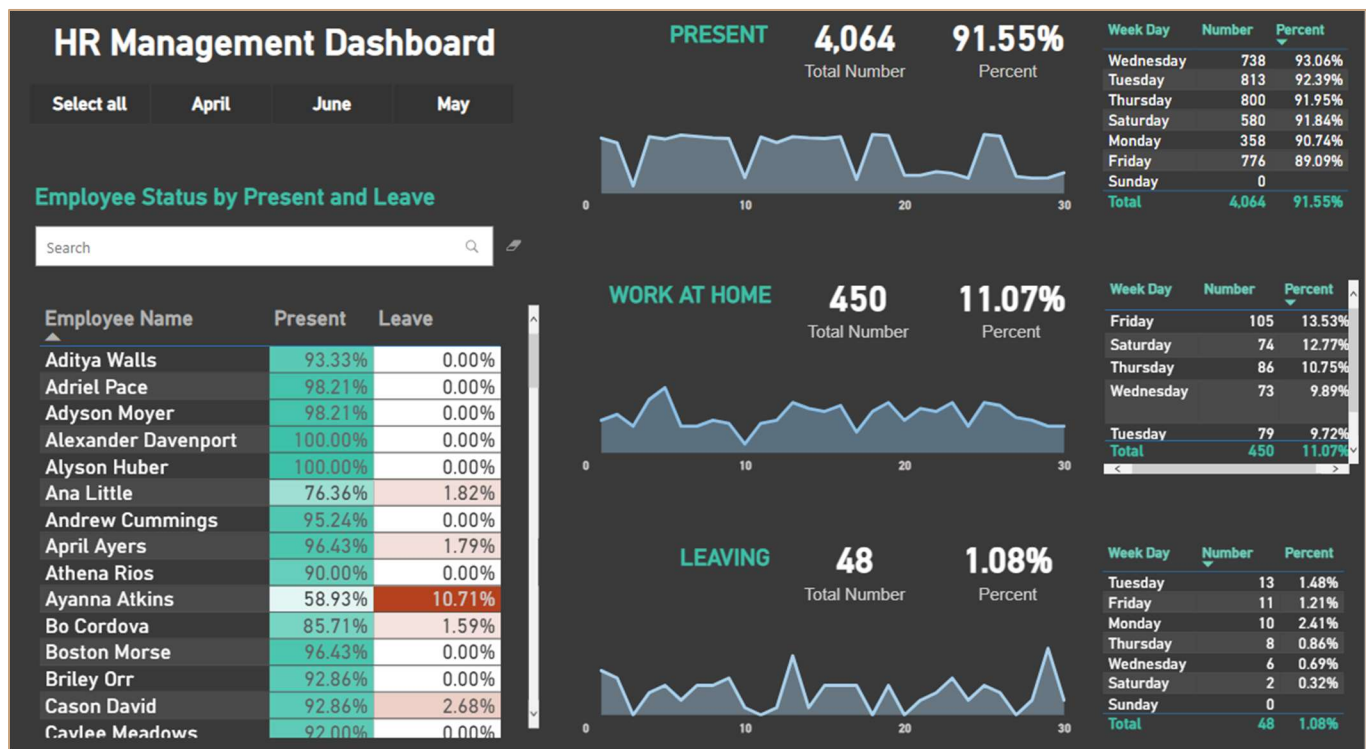 HR Management Dashboard
Select all April June May
Employee Status by Present and Leave
Search
Employee Name Present Leave
Aditya Walls 93.33% 0.00%
Adriel Pace 98.21% 0.00%
Adyson Moyer 98.21% 0.00%
Alexander Davenport 100.00% 0.00%
Alyson Huber 100.00% 0.00%
Ana Little 76.36% 1.82%
Andrew Cummings 95.24% 0.00%
April Ayers 96.43% 1.79%
Athena Rios 90.00% 0.00%
Ayanna Atkins 58.93% 10.71%
Bo Cordova 85.71% 1.59%
Boston Morse 96.43% 0.00%
Briley Orr 92.86% 0.00%
Cason David 92.86% 2.68%
Caylee Meadows 92.00% 0.00%
PRESENT 4,064 91.55%
Total Number Percent
0 10 20 30
Week Day Number Percent
Wednesday 738 93.06%
Tuesday 813 92.39%
Thursday 800 91.95%
Saturday 580 91.84%
Monday 358 90.74%
Friday 776 89.09%
Sunday 0
Total 4,064 91.55%
WORK AT HOME 450 11.07%
Total Number Percent
0 10 20 30
Week Day Number Percent
Friday 105 13.53%
Saturday 74 12.77%
Thursday 86 10.75%
Wednesday 73 9.89%
Tuesday 79 9.72%
Total 450 11.07%
LEAVING 48 1.08%
Total Number Percent
0 10 20 30
Week Day Number Percent
Tuesday 13 1.48%
Friday 11 1.21%
Monday 10 2.41%
Thursday 8 0.86%
Wednesday 6 0.69%
Saturday 2 0.32%
Sunday 0
Total 48 1.08%